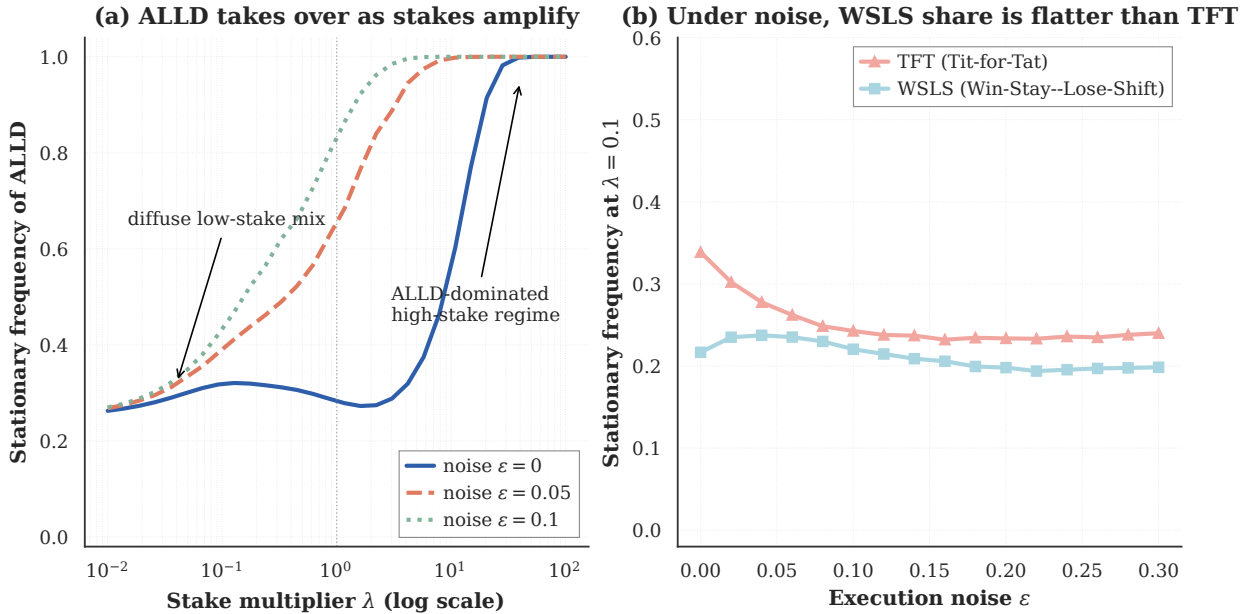 (a) ALLD takes over as stakes amplify
Stationary frequency of ALLD
1.0
0.8
0.6
0.4
0.2
0.0
diffuse low-stake mix
ALLD-dominated
high-stake regime
noise ε = 0
noise ε = 0.05
noise ε = 0.1
10⁻²
10⁻¹
10⁰
10¹
10²
Stake multiplier λ (log scale)
(b) Under noise, WSLS share is flatter than TFT
Stationary frequency at λ = 0.1
0.6
0.5
0.4
0.3
0.2
0.1
0.0
TFT (Tit-for-Tat)
WSLS (Win-Stay--Lose-Shift)
0.00
0.05
0.10
0.15
0.20
0.25
0.30
Execution noise ε